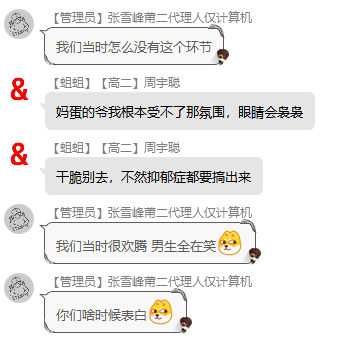 【管理员】张雪峰莆二代理人仅计算机
我们当时怎么没有这个环节
&
【蛆蛆】【高二】周宇聪
妈蛋的爷我根本受不了那氛围，眼睛会袅袅
&
【蛆蛆】【高二】周宇聪
干脆别去，不然抑郁症都要搞出来
【管理员】张雪峰莆二代理人仅计算机
我们当时很欢腾 男生全在笑
【管理员】张雪峰莆二代理人仅计算机
你们啥时候表白